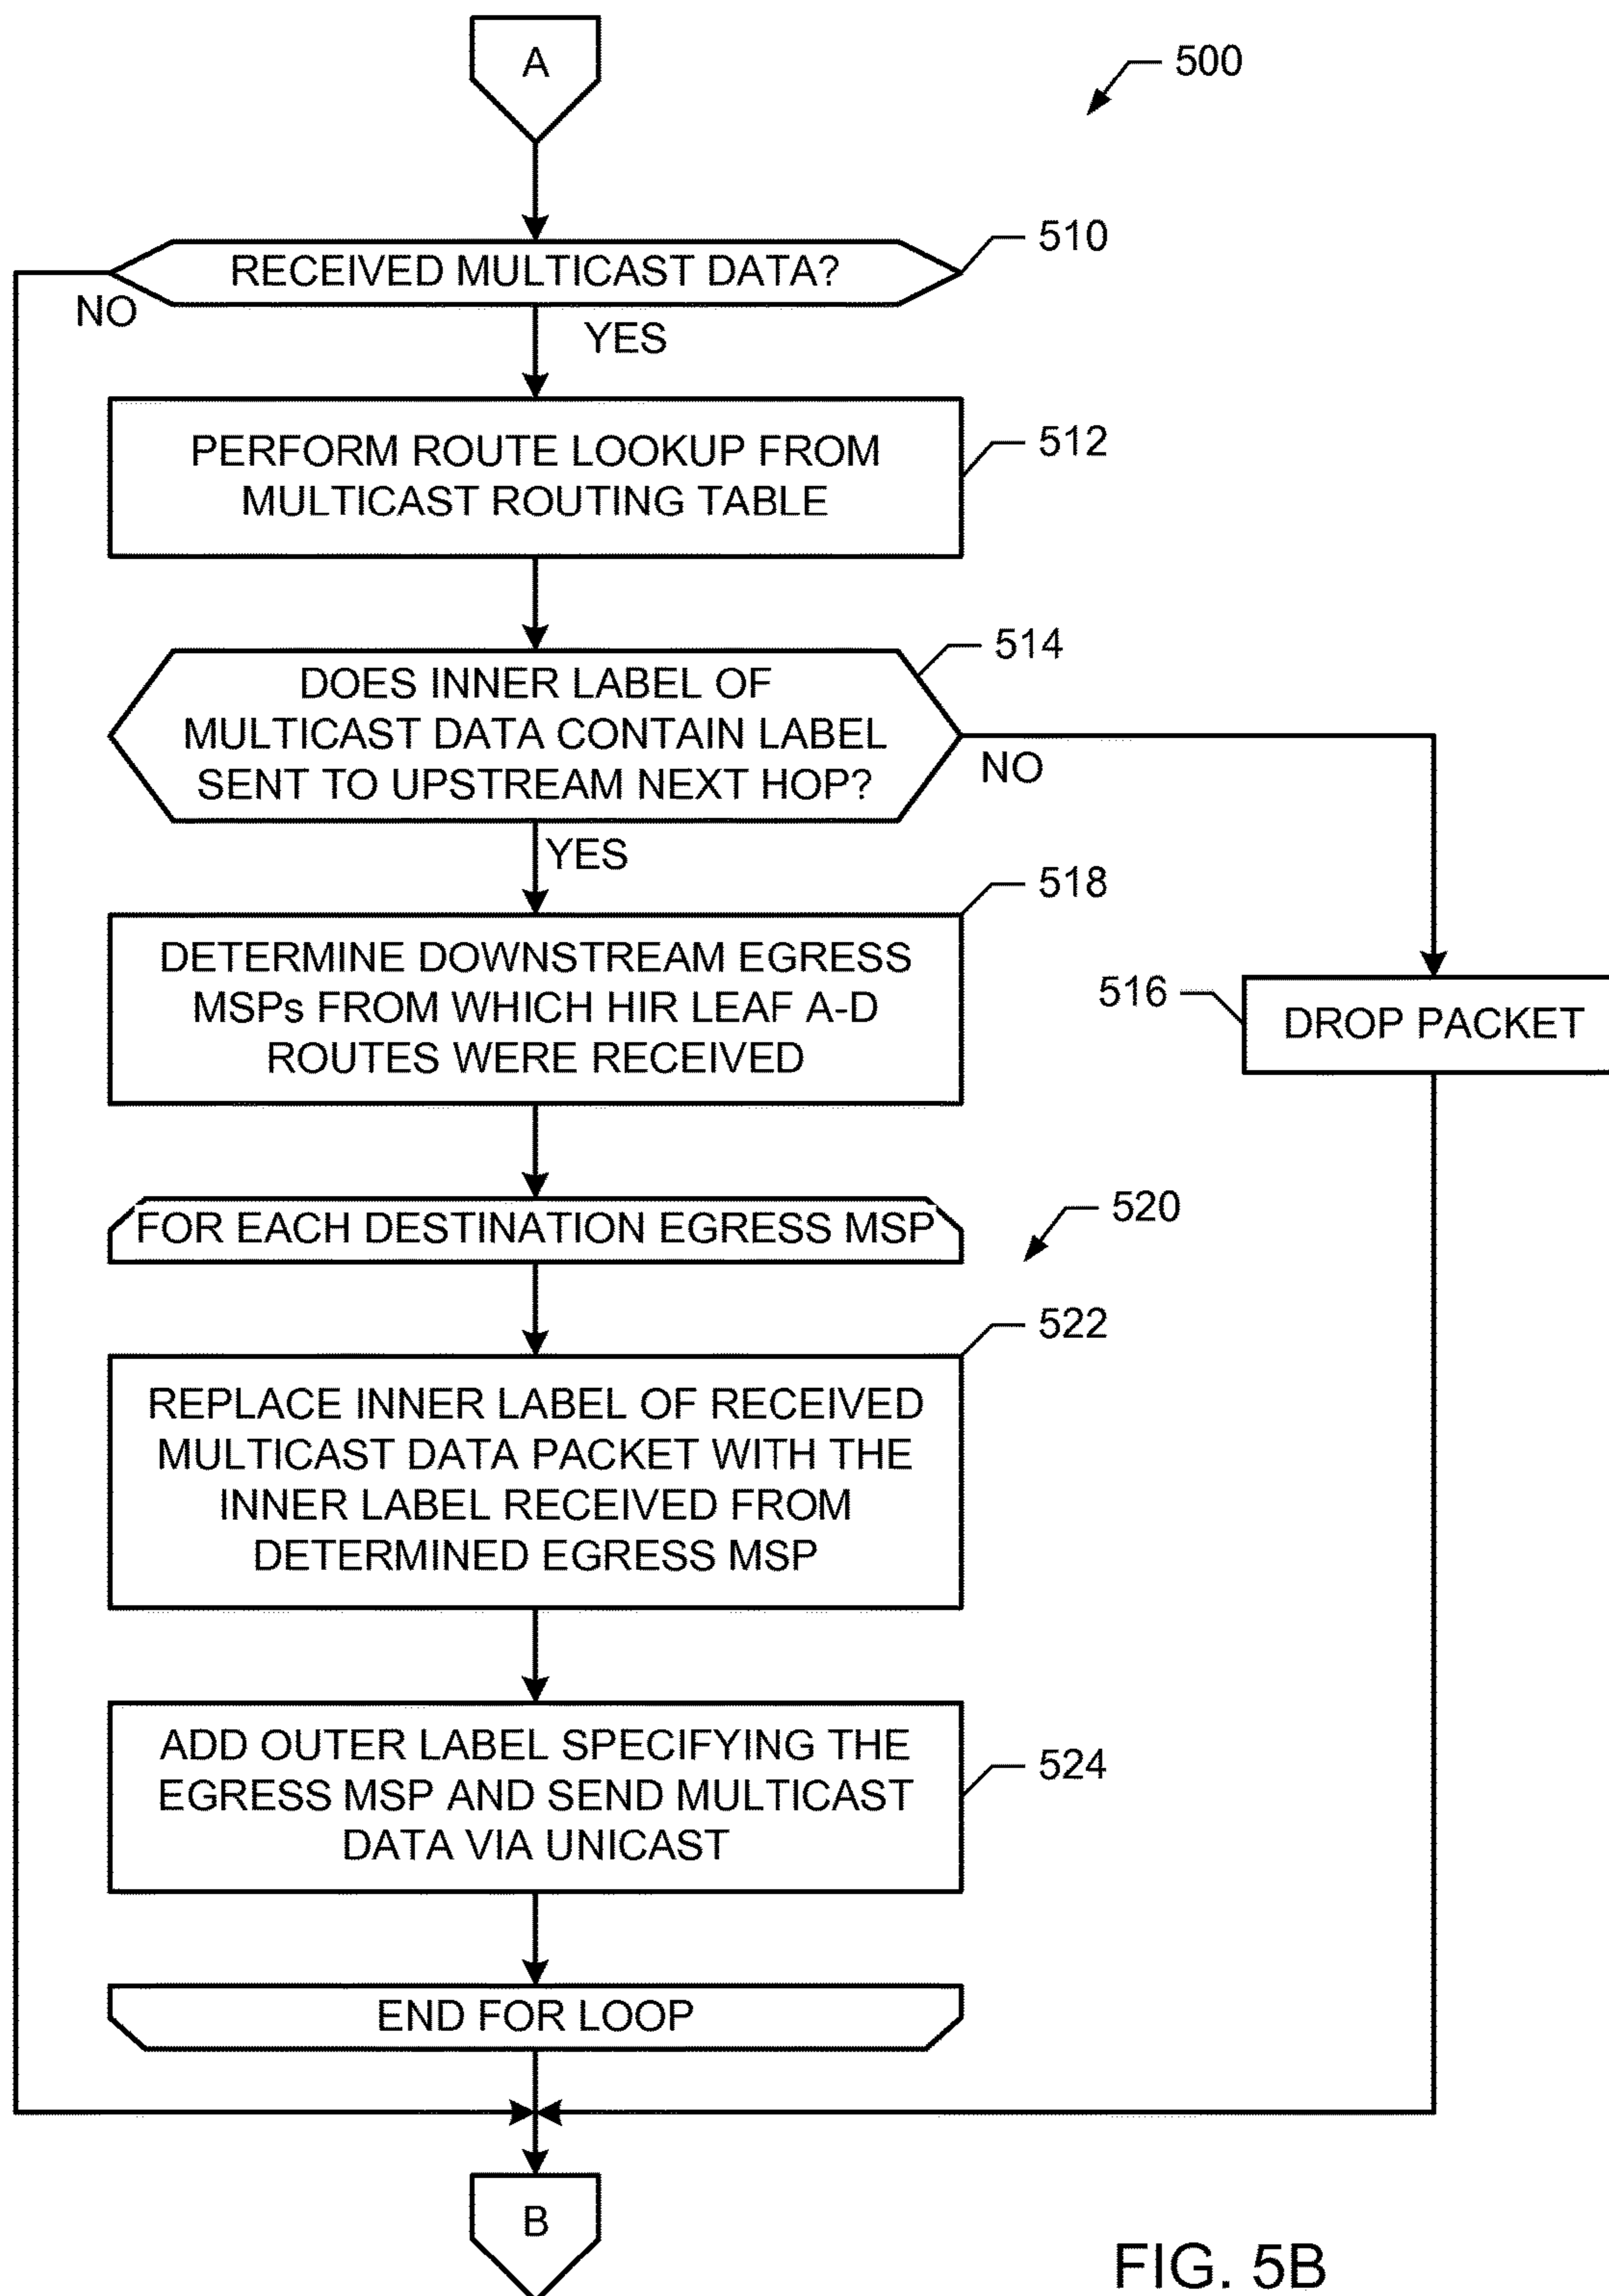 A
500
RECEIVED MULTICAST DATA?
510
NO
YES
PERFORM ROUTE LOOKUP FROM
MULTICAST ROUTING TABLE
512
DOES INNER LABEL OF
MULTICAST DATA CONTAIN LABEL
SENT TO UPSTREAM NEXT HOP?
514
NO
YES
DETERMINE DOWNSTREAM EGRESS
MSPs FROM WHICH HIR LEAF A-D
ROUTES WERE RECEIVED
518
516
DROP PACKET
FOR EACH DESTINATION EGRESS MSP
520
REPLACE INNER LABEL OF RECEIVED
MULTICAST DATA PACKET WITH THE
INNER LABEL RECEIVED FROM
DETERMINED EGRESS MSP
522
ADD OUTER LABEL SPECIFYING THE
EGRESS MSP AND SEND MULTICAST
DATA VIA UNICAST
524
END FOR LOOP
B
FIG. 5B